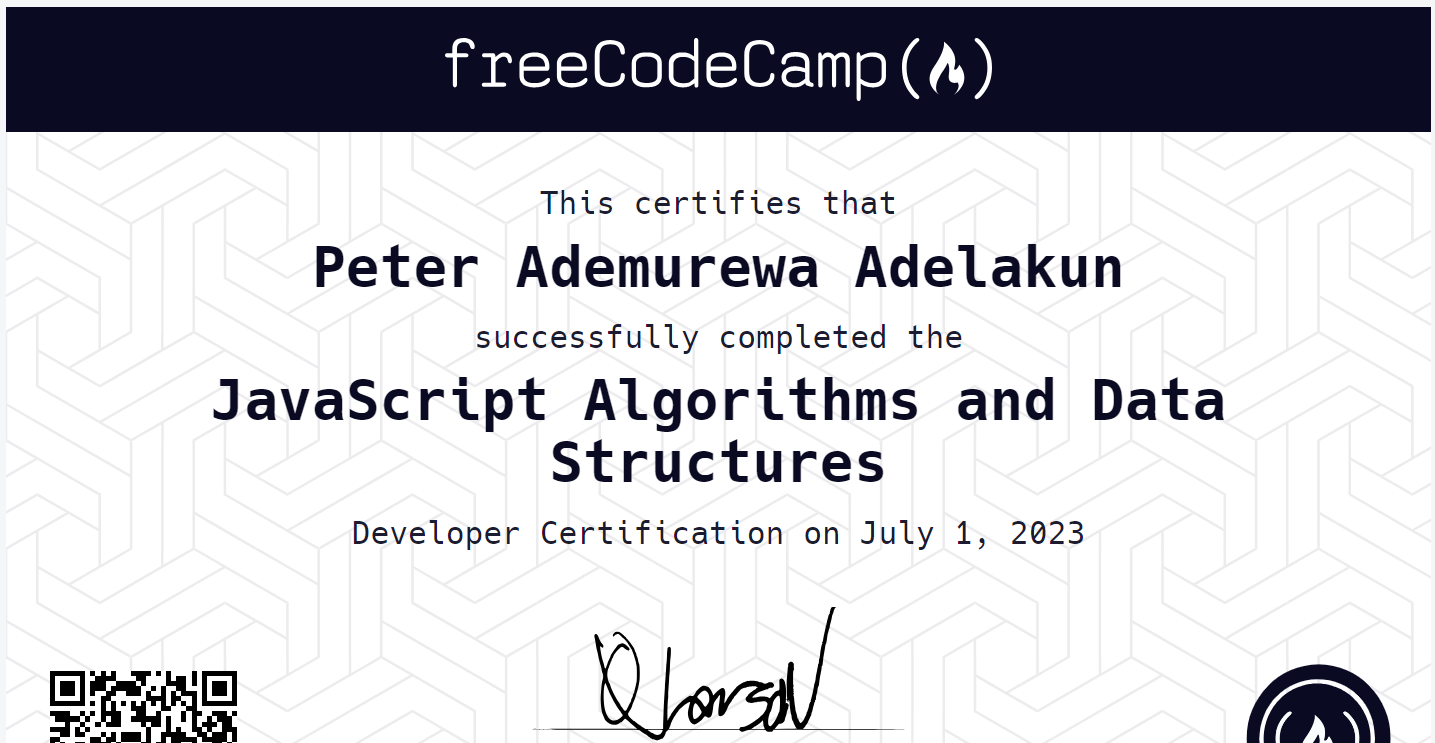 freeCodeCamp(🔥)
This certifies that
Peter Ademurewa Adelakun
successfully completed the
JavaScript Algorithms and Data
Structures
Developer Certification on July 1, 2023